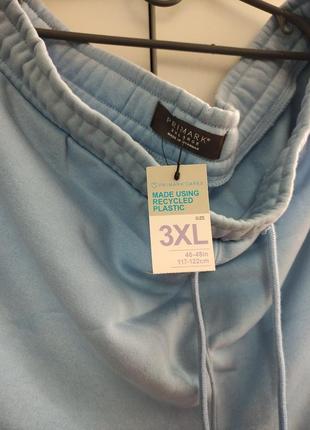 PRIMARK®
PRIMARK CARES
MADE USING
RECYCLED
PLASTIC
SIZE
3XL
46-48in
117-122cm